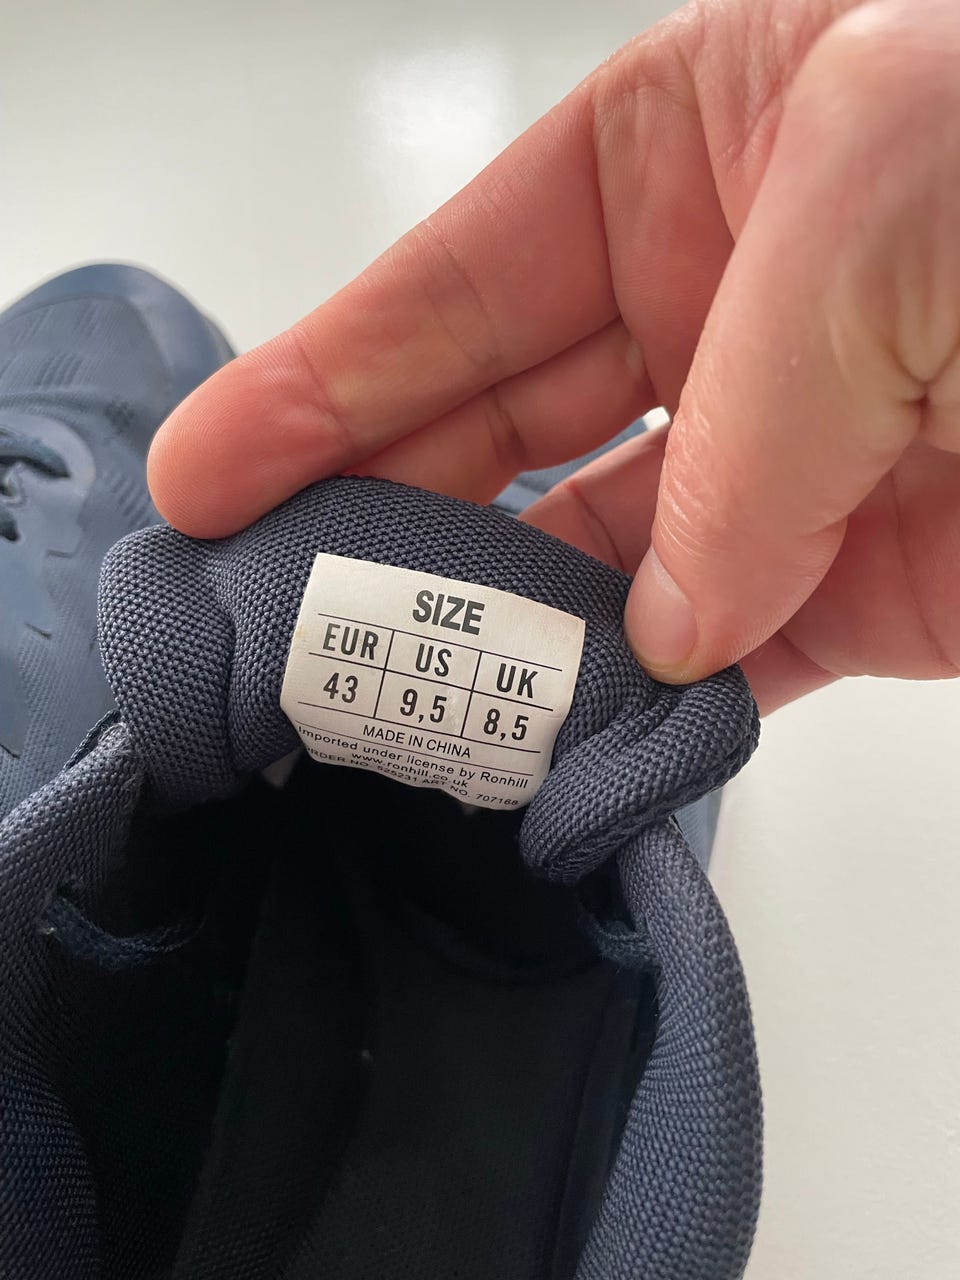 SIZE
EUR US UK
43 9,5 8,5
MADE IN CHINA
Imported under license by Ronhill
www.ronhill.co.uk
ORDER NO. 525231 ART NO. 707168